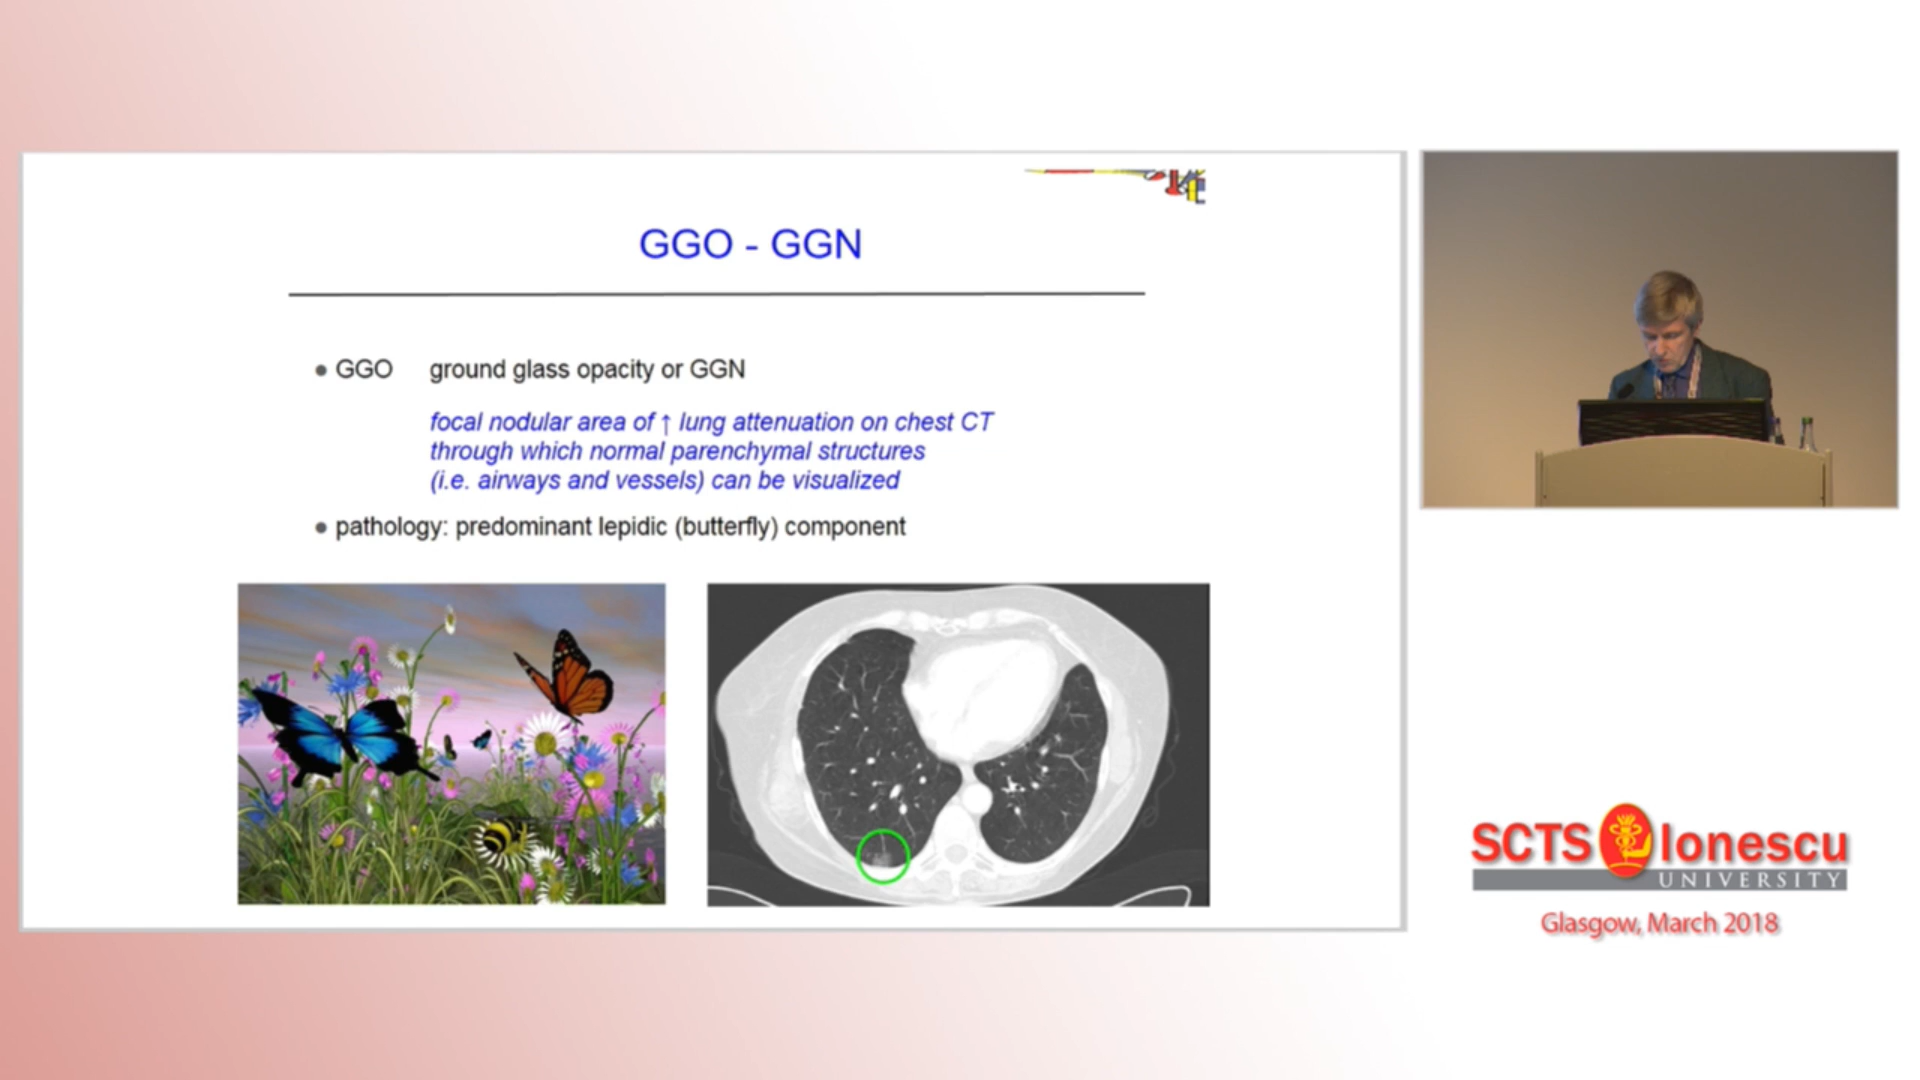 GGO - GGN
● GGO ground glass opacity or GGN
focal nodular area of ↑ lung attenuation on chest CT
through which normal parenchymal structures
(i.e. airways and vessels) can be visualized
● pathology: predominant lepidic (butterfly) component
SCTS Ionescu
UNIVERSITY
Glasgow, March 2018